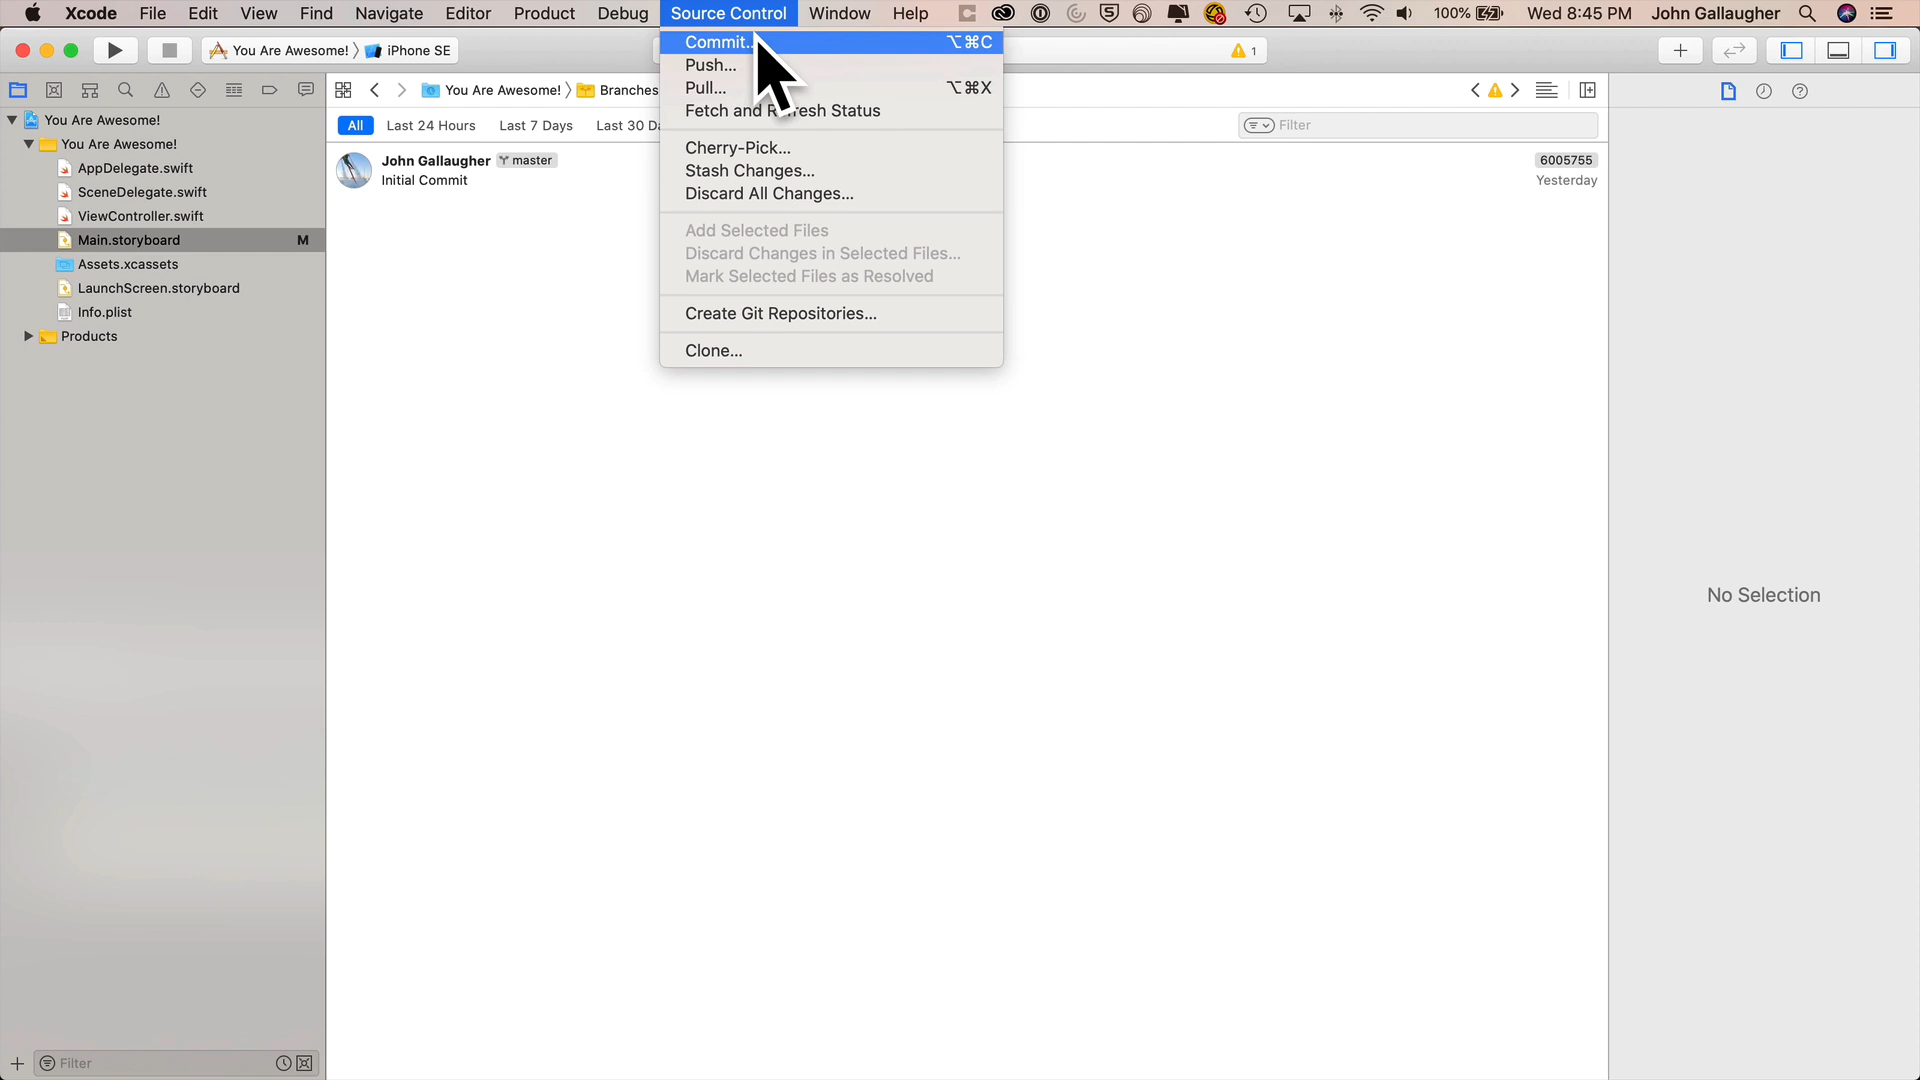 Xcode File Edit View Find Navigate Editor Product Debug Source Control Window Help 100% Wed 8:45 PM John Gallaugher
You Are Awesome! iPhone SE 1
Commit... ⌥⌘C
Push...
Pull... ⌥⌘X
Fetch and Refresh Status
Cherry-Pick...
Stash Changes...
Discard All Changes...
Add Selected Files
Discard Changes in Selected Files...
Mark Selected Files as Resolved
Create Git Repositories...
Clone...
You Are Awesome! Branches
All Last 24 Hours Last 7 Days Last 30 Da Filter
John Gallaugher master 6005755
Initial Commit Yesterday
You Are Awesome!
You Are Awesome!
AppDelegate.swift
SceneDelegate.swift
ViewController.swift
Main.storyboard M
Assets.xcassets
LaunchScreen.storyboard
Info.plist
Products
No Selection
Filter